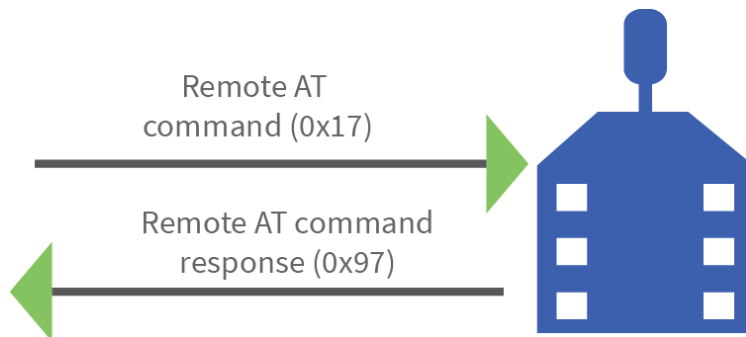 Remote AT
command (0x17)
Remote AT command
response (0x97)